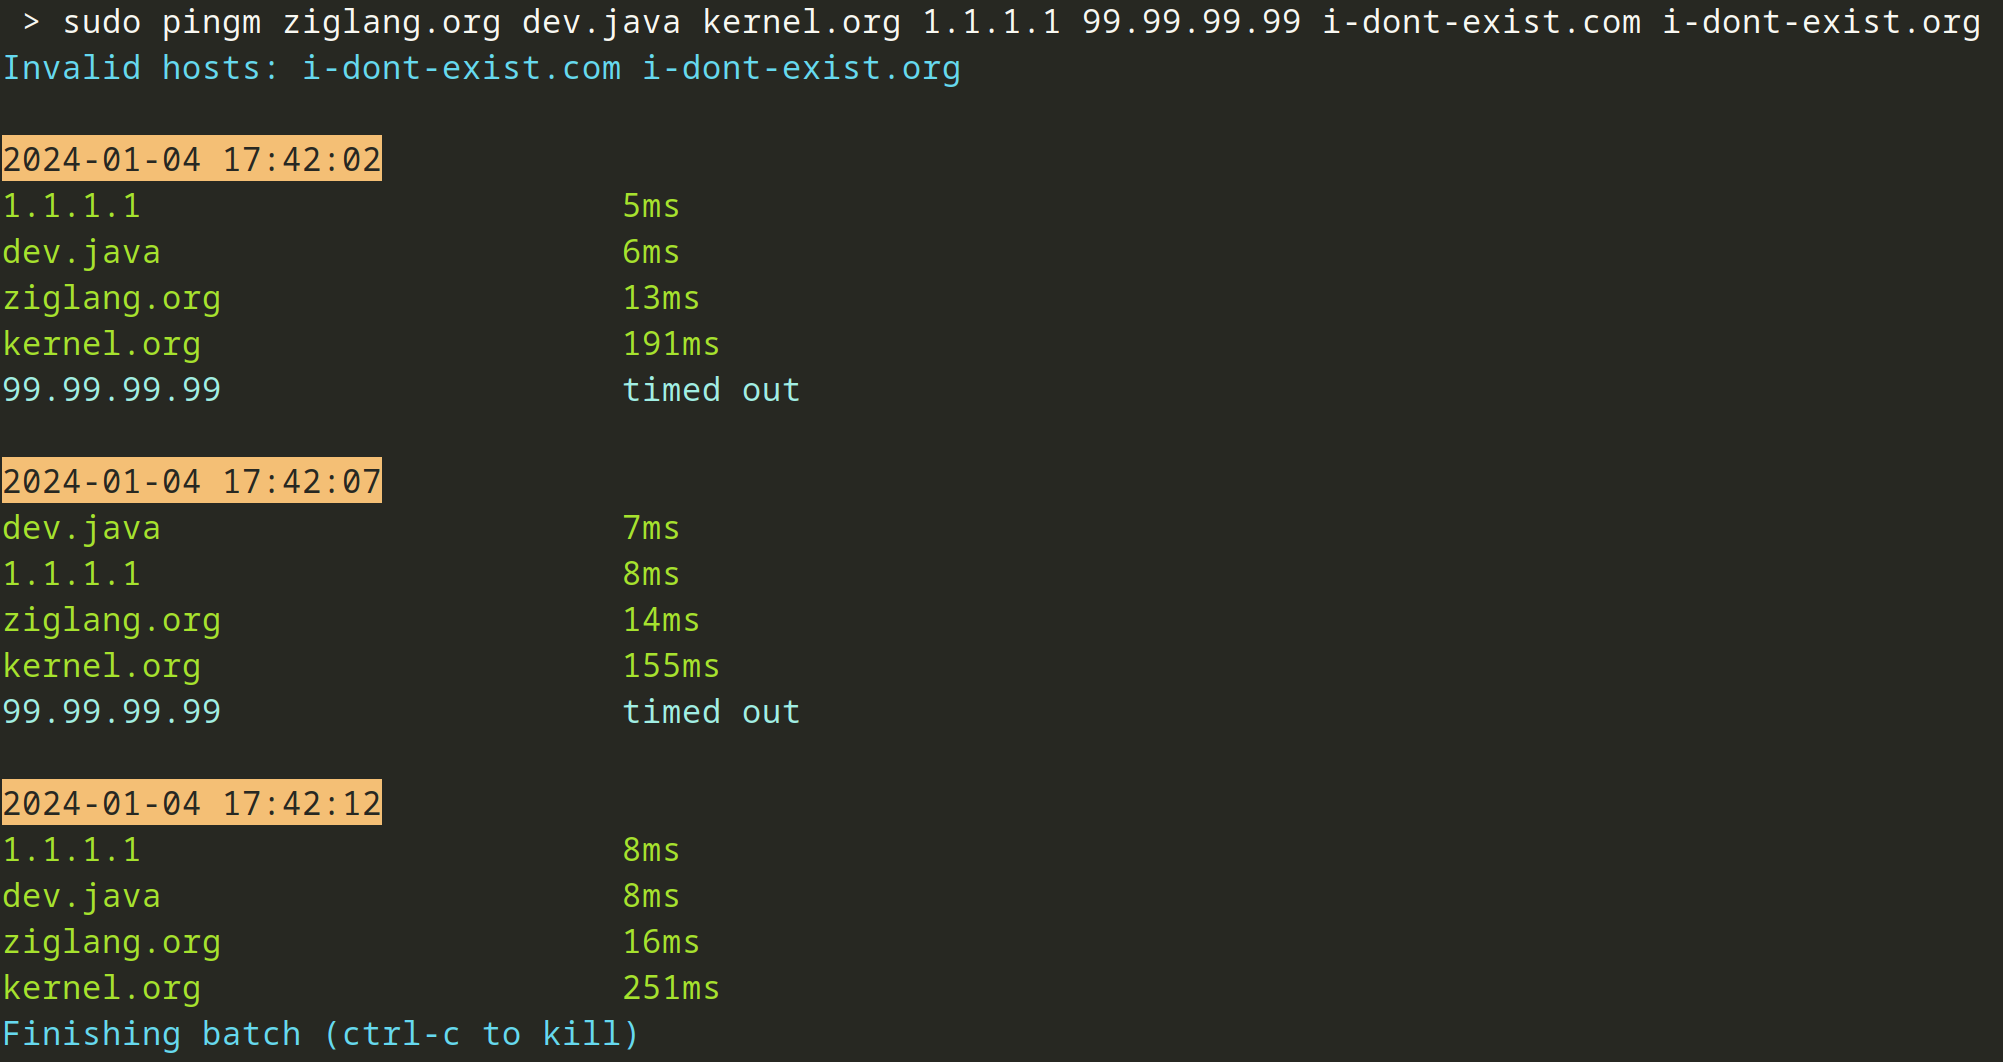 > sudo pingm ziglang.org dev.java kernel.org 1.1.1.1 99.99.99.99 i-dont-exist.com i-dont-exist.org
Invalid hosts: i-dont-exist.com i-dont-exist.org
2024-01-04 17:42:02
1.1.1.1 5ms
dev.java 6ms
ziglang.org 13ms
kernel.org 191ms
99.99.99.99 timed out
2024-01-04 17:42:07
dev.java 7ms
1.1.1.1 8ms
ziglang.org 14ms
kernel.org 155ms
99.99.99.99 timed out
2024-01-04 17:42:12
1.1.1.1 8ms
dev.java 8ms
ziglang.org 16ms
kernel.org 251ms
Finishing batch (ctrl-c to kill)